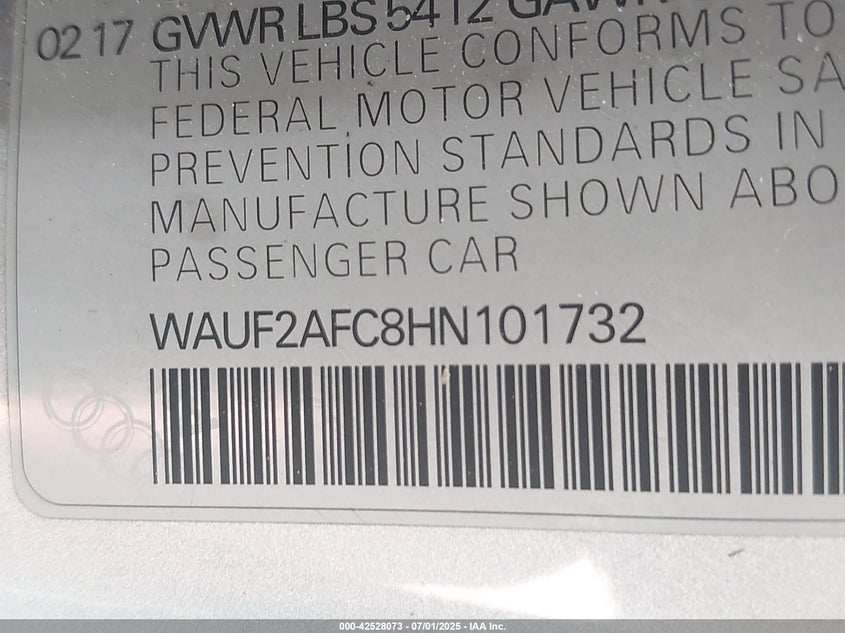 02 17 GVWR LBS 5412 GAWR
THIS VEHICLE CONFORMS TO
FEDERAL MOTOR VEHICLE SA
PREVENTION STANDARDS IN
MANUFACTURE SHOWN ABO
PASSENGER CAR
WAUF2AFC8HN101732
000-42528073 - 07/01/2025 - IAA Inc.